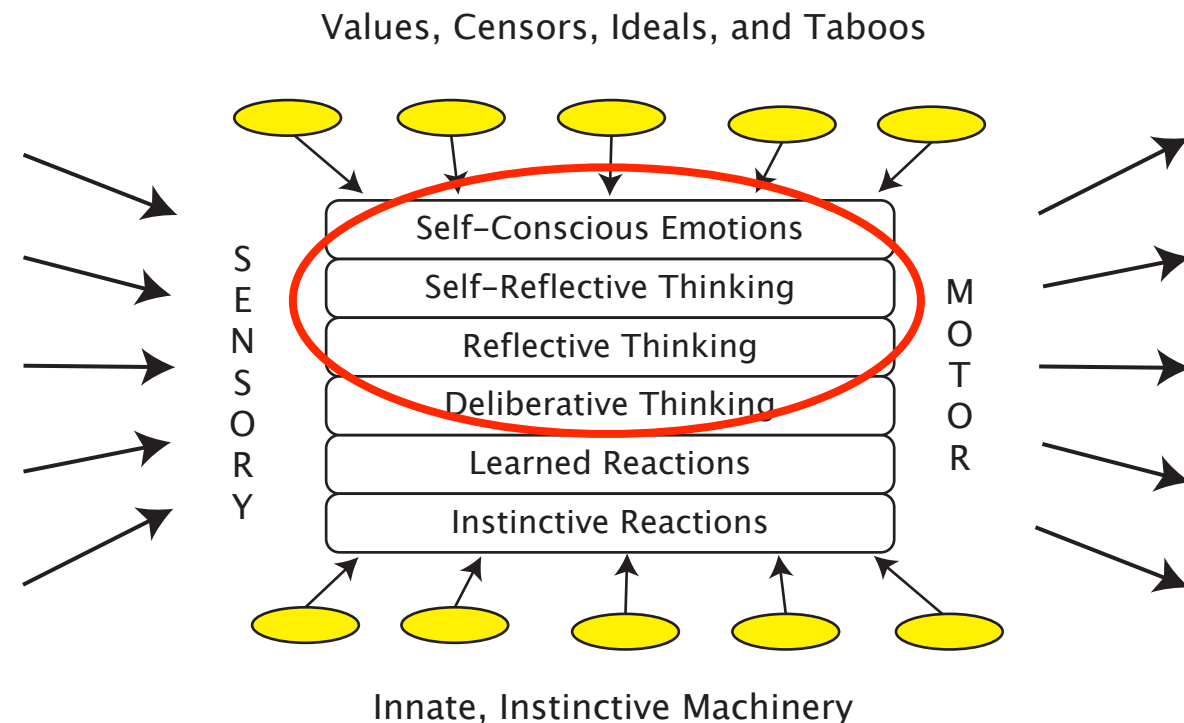 Values, Censors, Ideals, and Taboos
SENSORY
Self-Conscious Emotions
Self-Reflective Thinking
Reflective Thinking
Deliberative Thinking
Learned Reactions
Instinctive Reactions
MOTOR
Innate, Instinctive Machinery